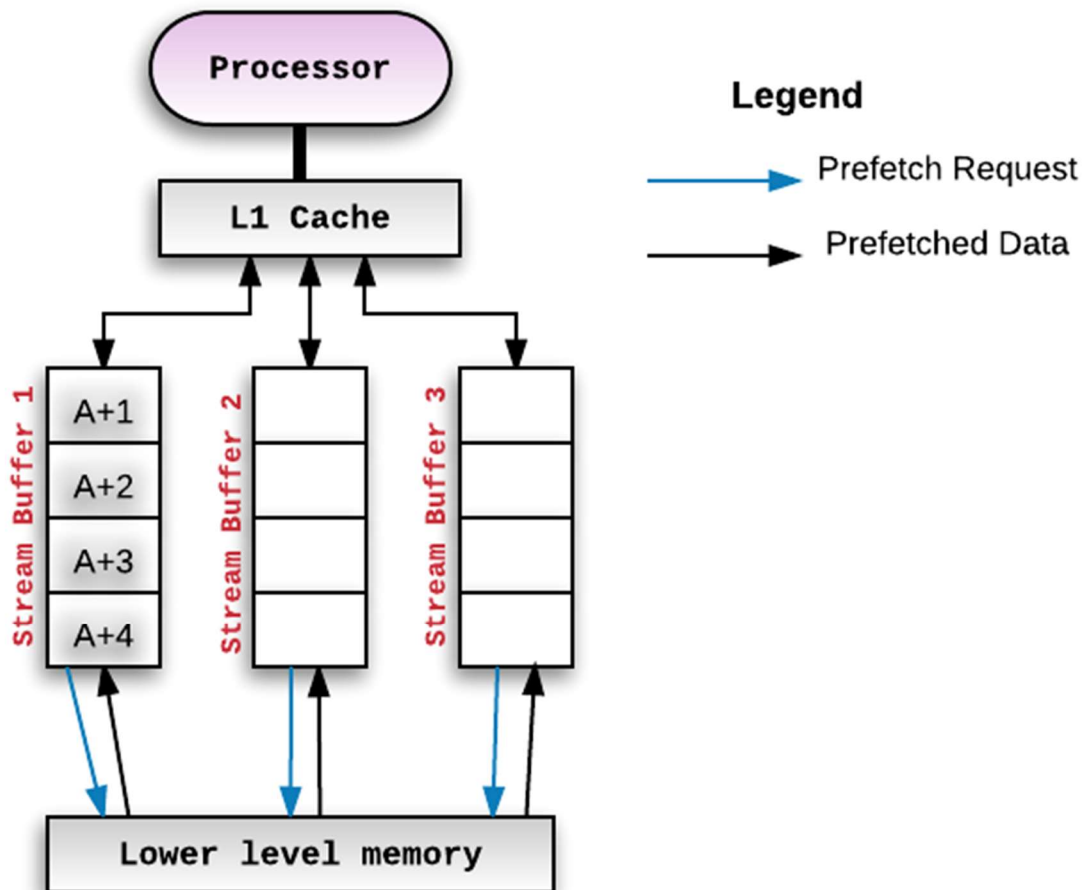 Processor
Legend
Prefetch Request
L1 Cache
Prefetched Data
Stream Buffer 1
A+1
A+2
A+3
A+4
Stream Buffer 2
Stream Buffer 3
Lower level memory